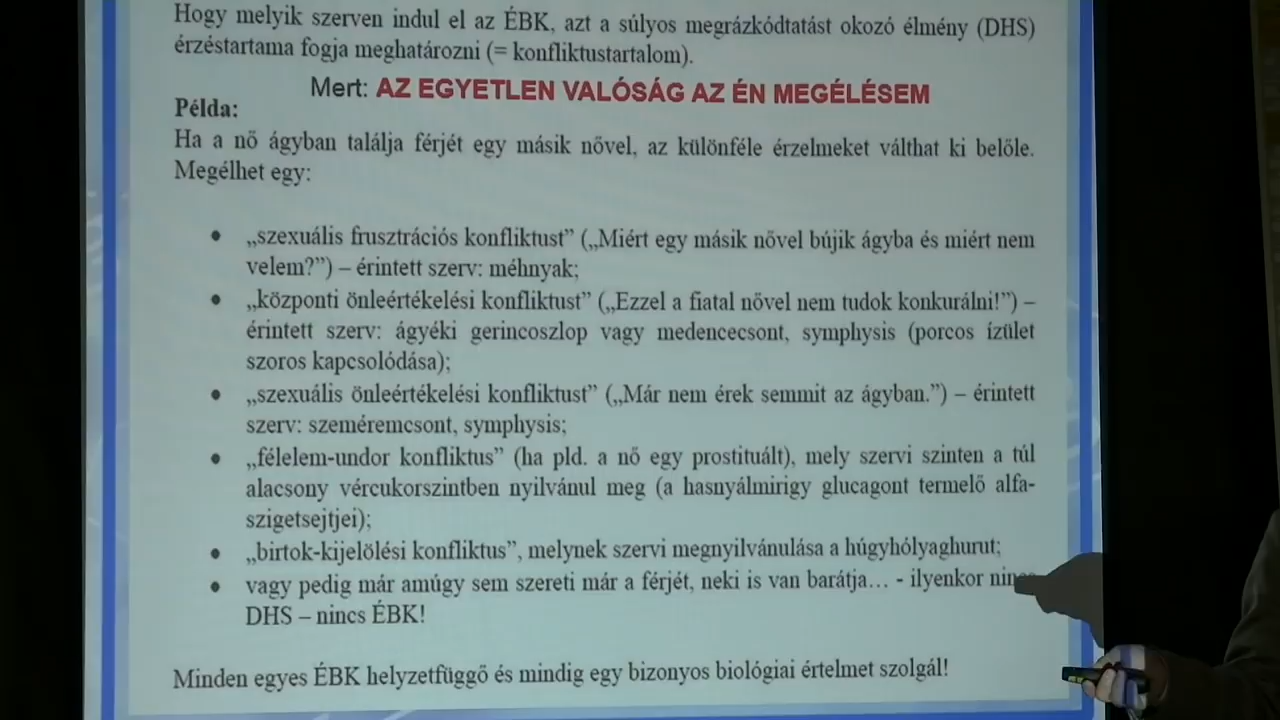 Hogy melyik szerven indul el az ÉBK, azt a súlyos megrázkódtatást okozó élmény (DHS)
érzéstartama fogja meghatározni (= konfliktustartalom).
Mert: AZ EGYETLEN VALÓSÁG AZ ÉN MEGÉLÉSEM
Példa:
Ha a nő ágyban találja férjét egy másik nővel, az különféle érzelmeket válthat ki belőle.
Megélhet egy:
• „szexuális frusztrációs konfliktust” („Miért egy másik nővel bújik ágyba és miért nem
velem?”) – érintett szerv: méhnyak;
• „központi önleértékelési konfliktust” („Ezzel a fiatal nővel nem tudok konkurálni!”) –
érintett szerv: ágyéki gerincoszlop vagy medencecsont, symphysis (porcos ízület
szoros kapcsolódása);
• „szexuális önleértékelési konfliktust” („Már nem érek semmit az ágyban.”) – érintett
szerv: szeméremcsont, symphysis;
• „félelem-undor konfliktus” (ha pld. a nő egy prostituált), mely szervi szinten a túl
alacsony vércukorszintben nyilvánul meg (a hasnyálmirigy glucagont termelő alfa-
szigetsejtjei);
• „birtok-kijelölési konfliktus”, melynek szervi megnyilvánulása a húgyhólyaghurut;
• vagy pedig már amúgy sem szereti már a férjét, neki is van barátja… - ilyenkor nincs
DHS – nincs ÉBK!
Minden egyes ÉBK helyzetfüggő és mindig egy bizonyos biológiai értelmet szolgál!